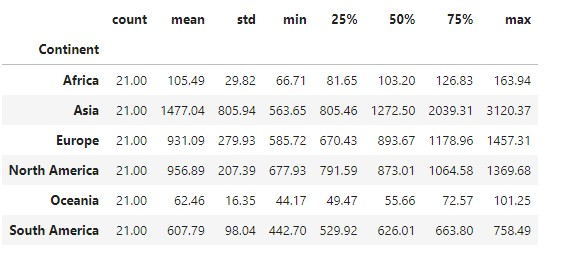 count mean std min 25% 50% 75% max
Continent
Africa 21.00 105.49 29.82 66.71 81.65 103.20 126.83 163.94
Asia 21.00 1477.04 805.94 563.65 805.46 1272.50 2039.31 3120.37
Europe 21.00 931.09 279.93 585.72 670.43 893.67 1178.96 1457.31
North America 21.00 956.89 207.39 677.93 791.59 873.01 1064.58 1369.68
Oceania 21.00 62.46 16.35 44.17 49.47 55.66 72.57 101.25
South America 21.00 607.79 98.04 442.70 529.92 626.01 663.80 758.49